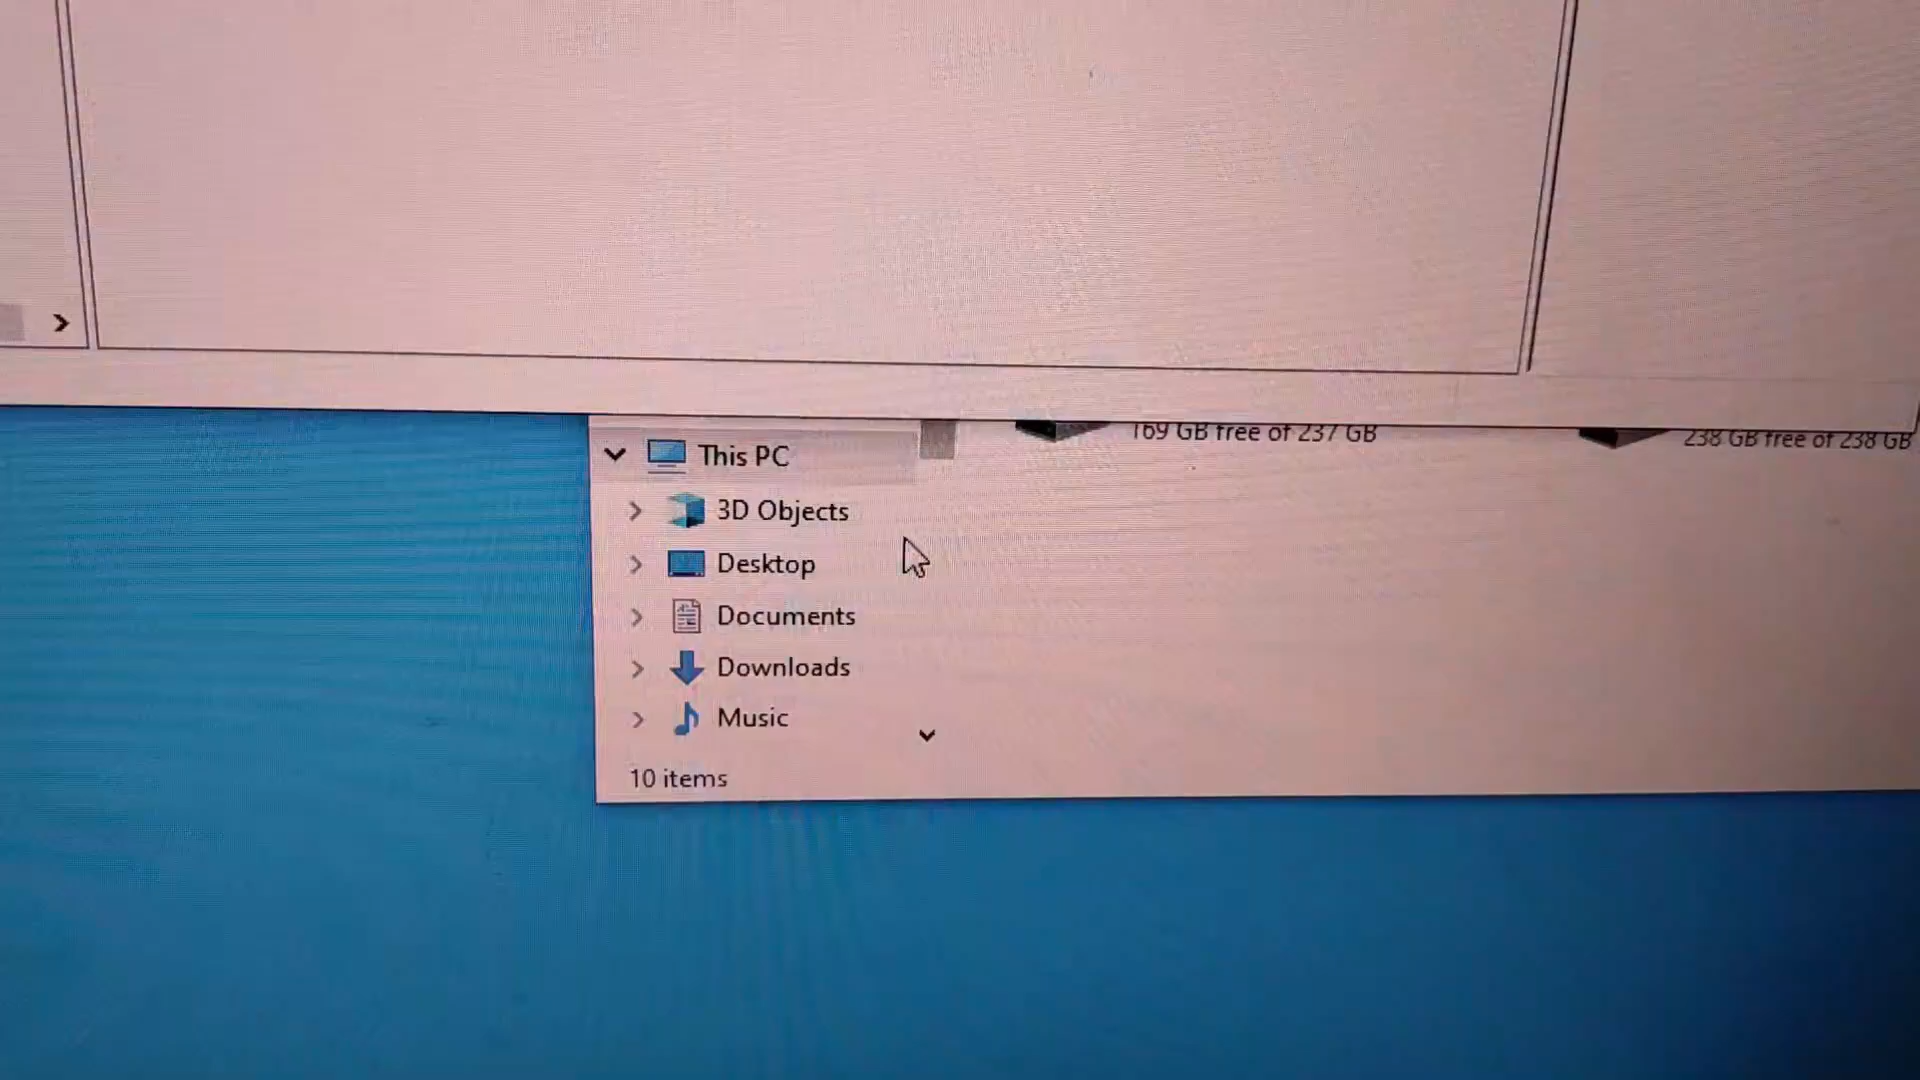 This PC
169 GB free of 237 GB
238 GB free of 238 GB
3D Objects
Desktop
Documents
Downloads
Music
10 items